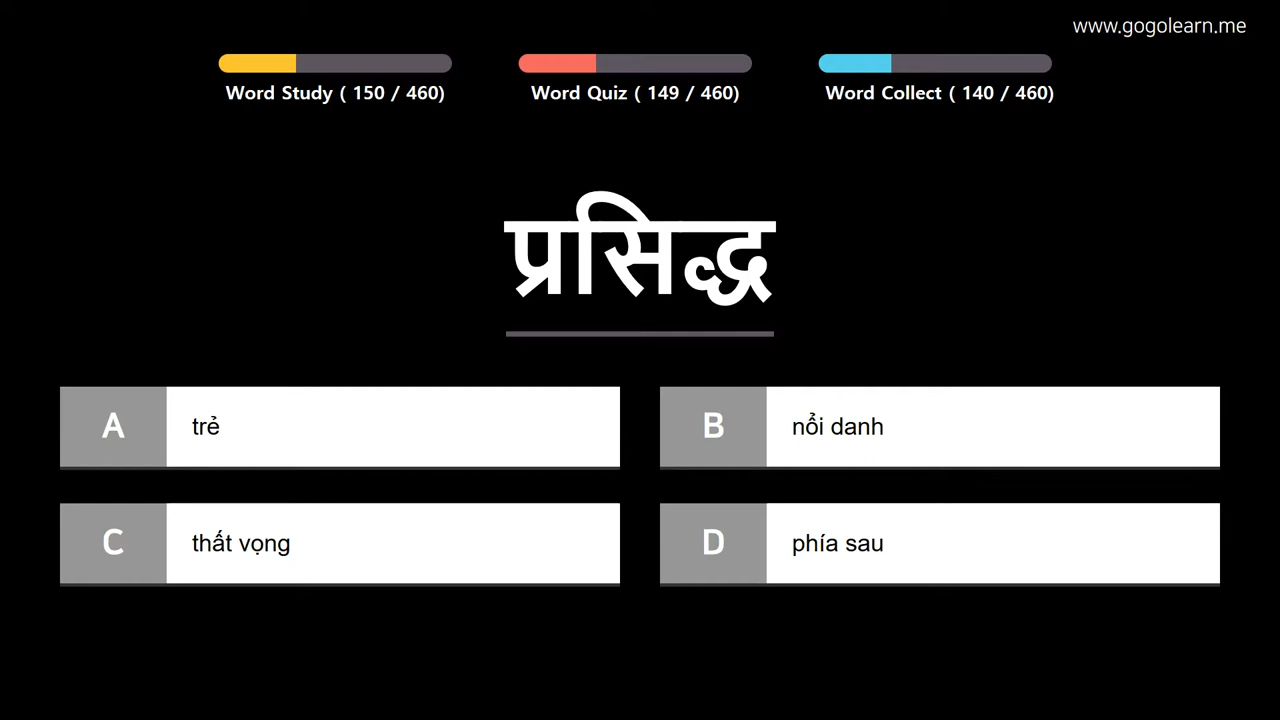 www.gogolearn.me
Word Study ( 150 / 460)
Word Quiz ( 149 / 460)
Word Collect ( 140 / 460)
प्रसिद्ध
A
trẻ
B
nổi danh
C
thất vọng
D
phía sau